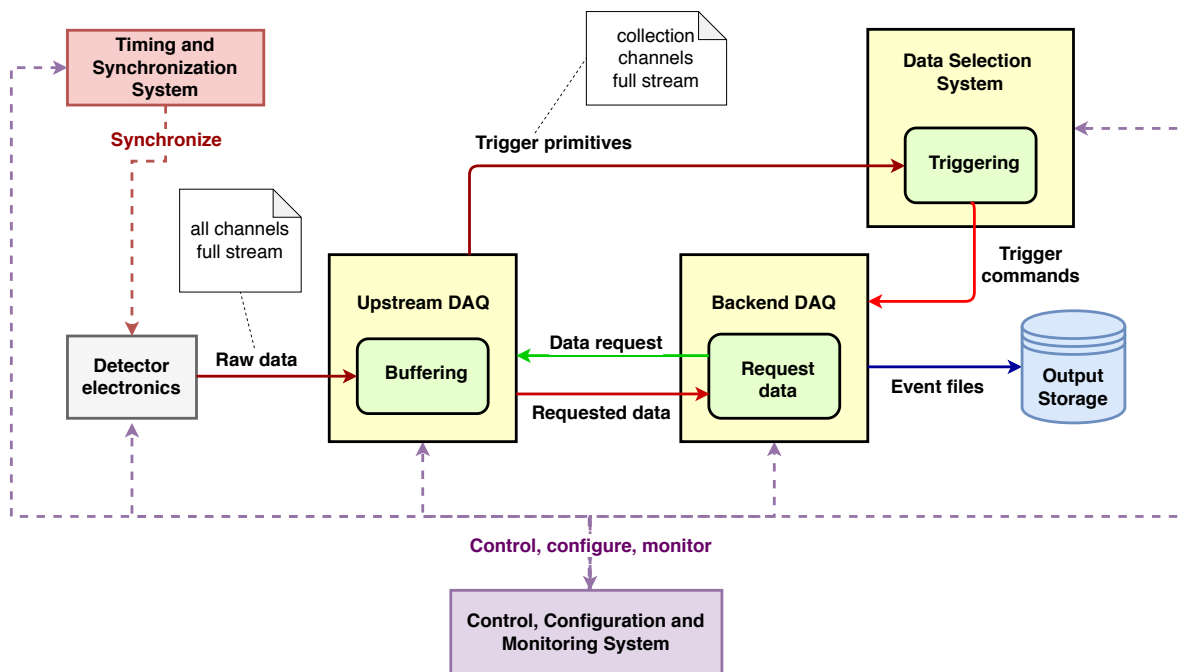 Timing and
Synchronization
System
Synchronize
collection
channels
full stream
Trigger primitives
Data Selection
System
Triggering
all channels
full stream
Trigger
commands
Upstream DAQ
Backend DAQ
Detector
electronics
Raw data
Buffering
Data request
Requested data
Request
data
Event files
Output
Storage
Control, configure, monitor
Control, Configuration and
Monitoring System